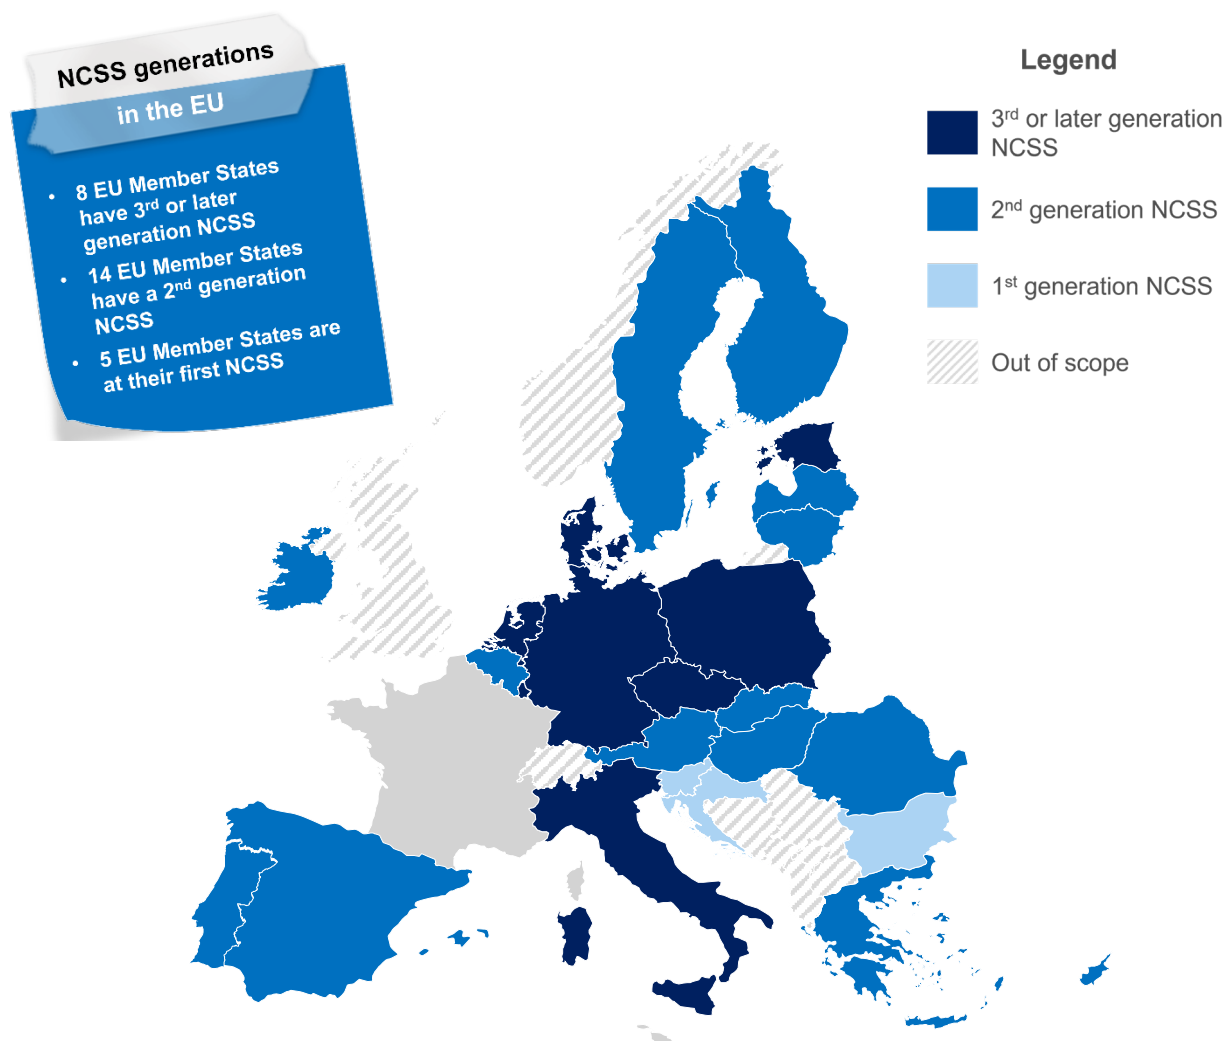 NCSS generations
in the EU
• 8 EU Member States
have 3rd or later
generation NCSS
• 14 EU Member States
have a 2nd generation
NCSS
• 5 EU Member States are
at their first NCSS
Legend
3rd or later generation
NCSS
2nd generation NCSS
1st generation NCSS
Out of scope